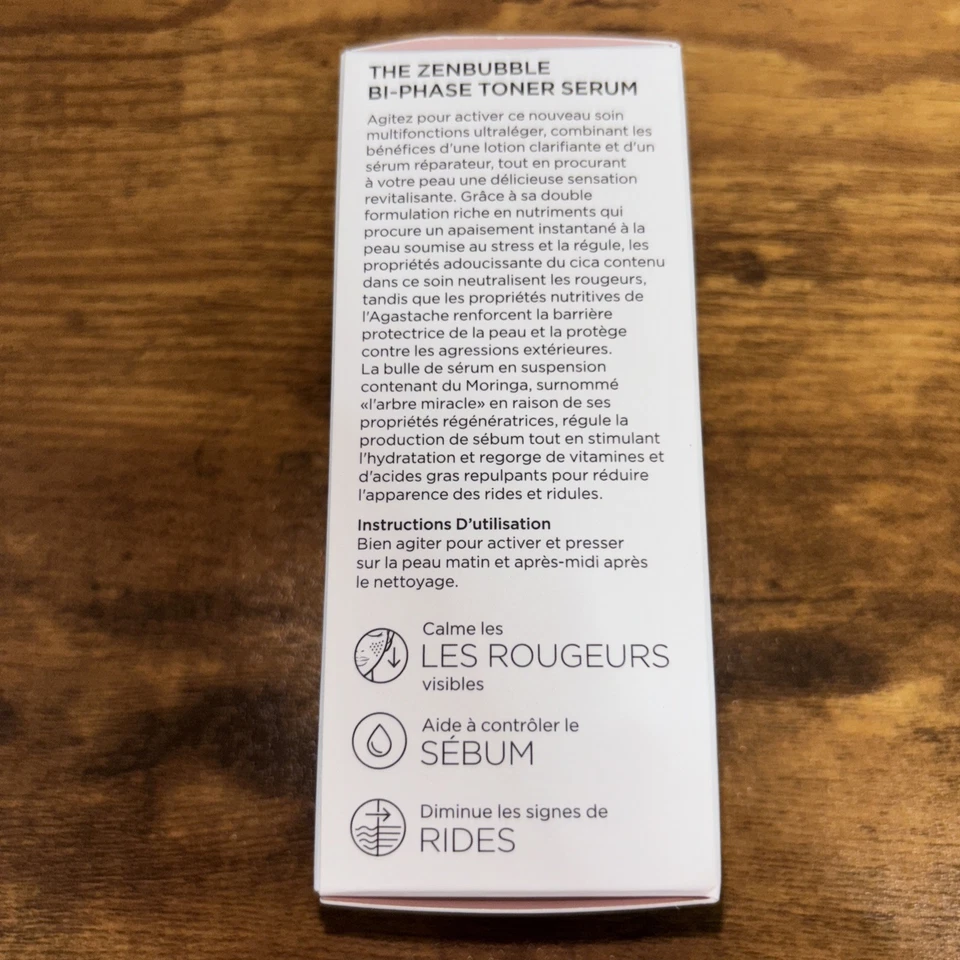 THE ZENBUBBLE
BI-PHASE TONER SERUM
Agitez pour activer ce nouveau soin
multifonctions ultraléger, combinant les
bénéfices d'une lotion clarifiante et d'un
sérum réparateur, tout en procurant
à votre peau une délicieuse sensation
revitalisante. Grâce à sa double
formulation riche en nutriments qui
procure un apaisement instantané à la
peau soumise au stress et la régule, les
propriétés adoucissante du cica contenu
dans ce soin neutralisent les rougeurs,
tandis que les propriétés nutritives de
l'Agastache renforcent la barrière
protectrice de la peau et la protège
contre les agressions extérieures.
La bulle de sérum en suspension
contenant du Moringa, surnommé
«l'arbre miracle» en raison de ses
propriétés régénératrices, régule la
production de sébum tout en stimulant
l'hydratation et regorge de vitamines et
d'acides gras repulpants pour réduire
l'apparence des rides et ridules.
Instructions D'utilisation
Bien agiter pour activer et presser
sur la peau matin et après-midi après
le nettoyage.
Calme les
LES ROUGEURS
visibles
Aide à contrôler le
SÉBUM
Diminue les signes de
RIDES